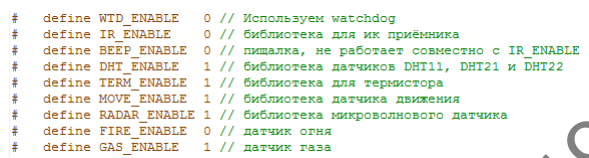 # define WTD_ENABLE 0 // Используем watchdog
# define IR_ENABLE 0 // библиотека для ик приёмника
# define BEEP_ENABLE 0 // пищалка, не работает совместно с IR_ENABLE
# define DHT_ENABLE 1 // библиотека датчиков DHT11, DHT21 и DHT22
# define TERM_ENABLE 1 // библиотека для термистора
# define MOVE_ENABLE 1 // библиотека датчика движения
# define RADAR_ENABLE 1 // библиотека микроволнового датчика
# define FIRE_ENABLE 0 // датчик огня
# define GAS_ENABLE 1 // датчик газа